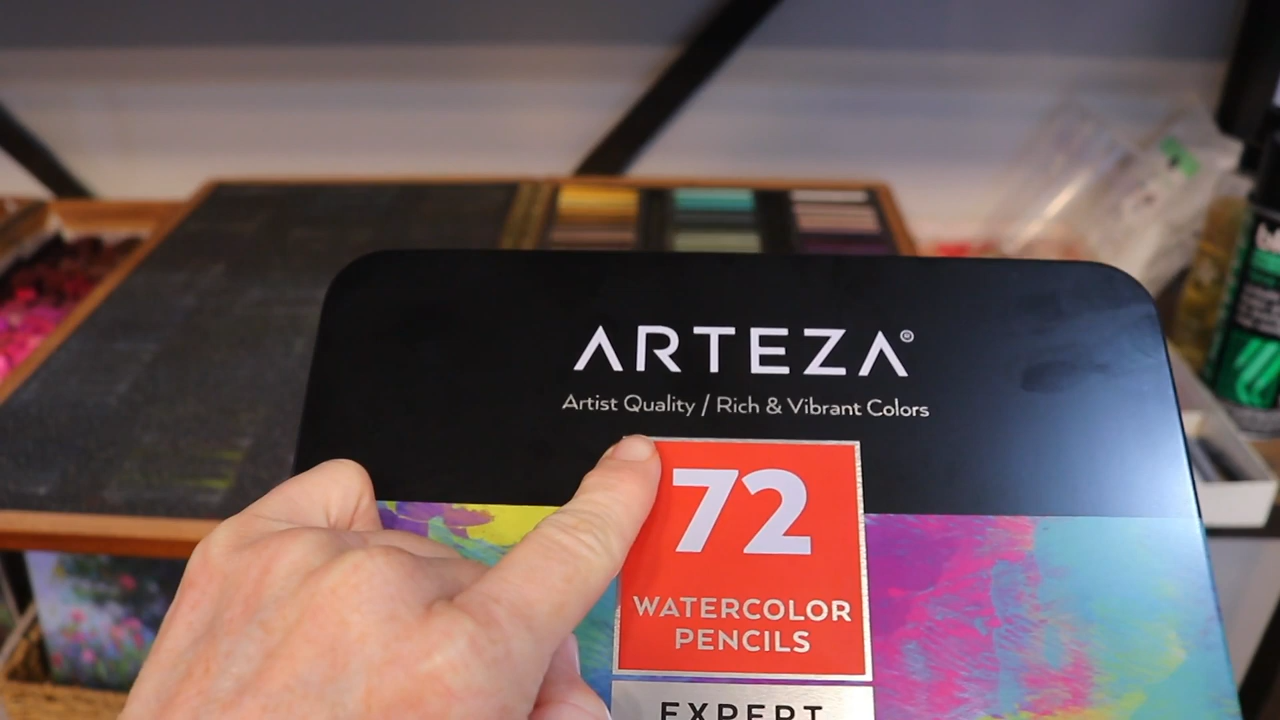 ARTEZA®
Artist Quality / Rich & Vibrant Colors
72
WATERCOLOR
PENCILS
EXPERT